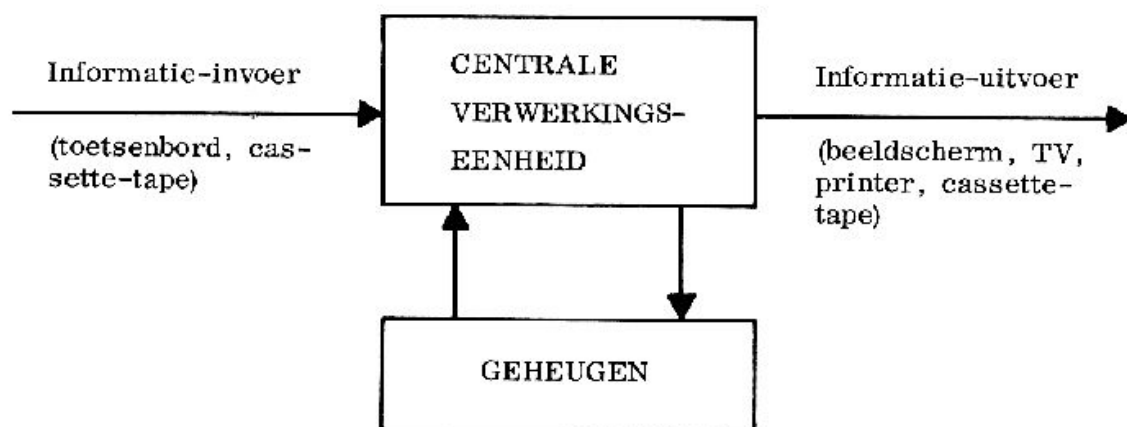 Informatie-invoer
(toetsenbord, cas-
sette-tape)
CENTRALE
VERWERKINGS-
EENHEID
Informatie-uitvoer
(beeldscherm, TV,
printer, cassette-
tape)
GEHEUGEN